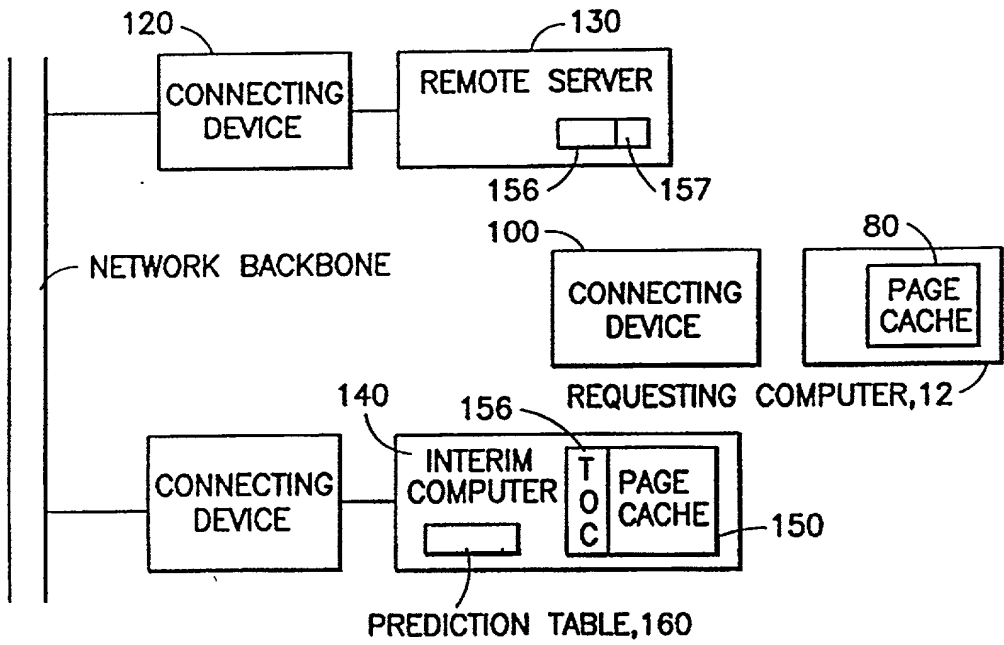 120
130
CONNECTING
DEVICE
REMOTE SERVER
156
157
100
80
NETWORK BACKBONE
CONNECTING
DEVICE
PAGE
CACHE
REQUESTING COMPUTER,12
140
156
CONNECTING
DEVICE
INTERIM
COMPUTER
T
O
C
PAGE
CACHE
150
PREDICTION TABLE,160